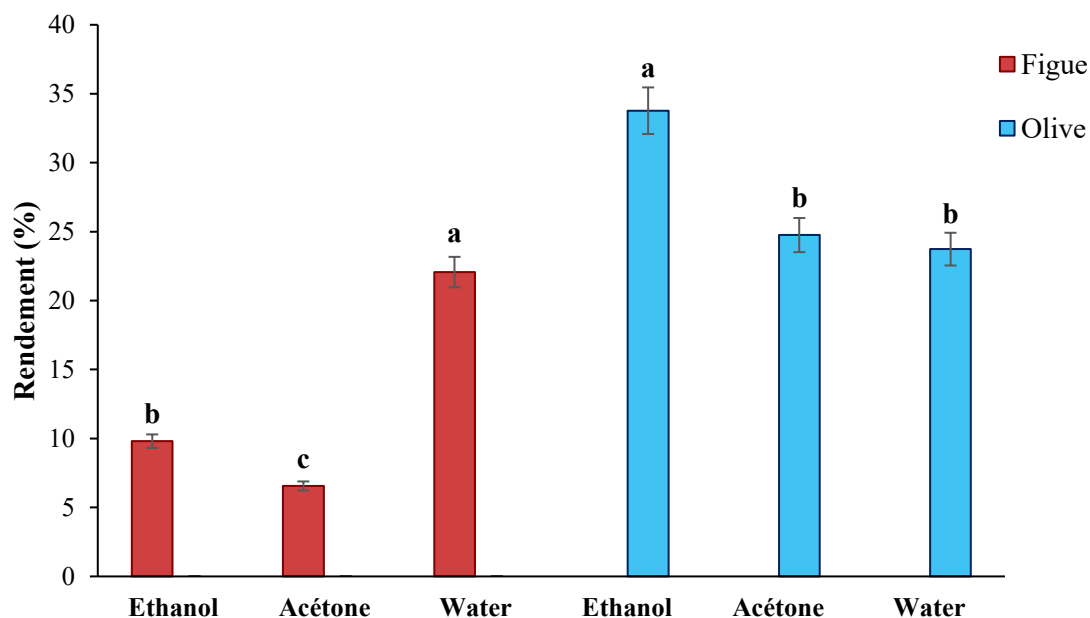 Rendement (%)
40
35
30
25
20
15
10
5
0
b
c
a
a
b
b
Ethanol
Acétone
Water
Ethanol
Acétone
Water
Figue
Olive